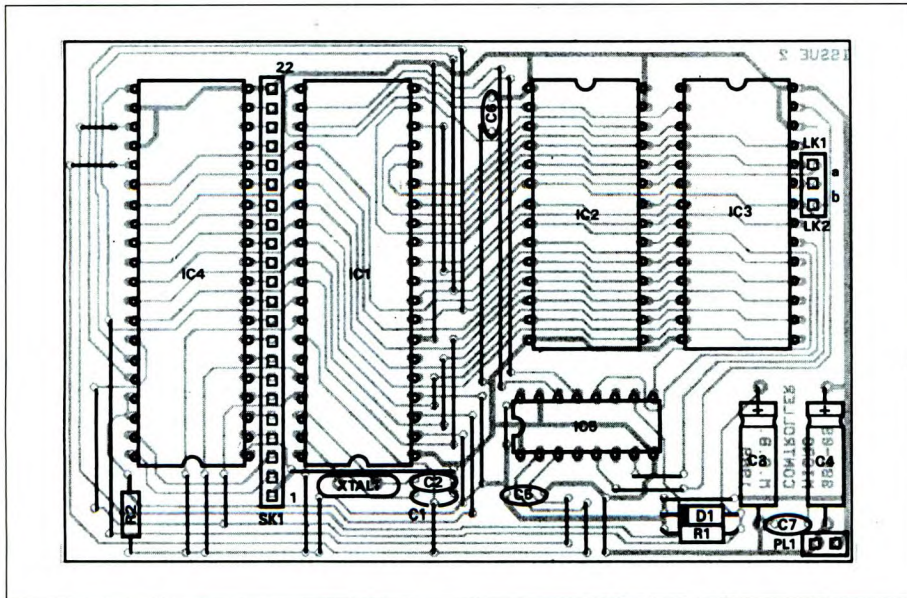 ISSUE 2
22
C6
LK1
a
b
LK2
IC2
IC3
IC4
IC1
IC5
C3
C4
CONTROLLER
MICRO
XTAL1
C2
C1
C5
R2
1
SK1
D1
R1
C7
PL1